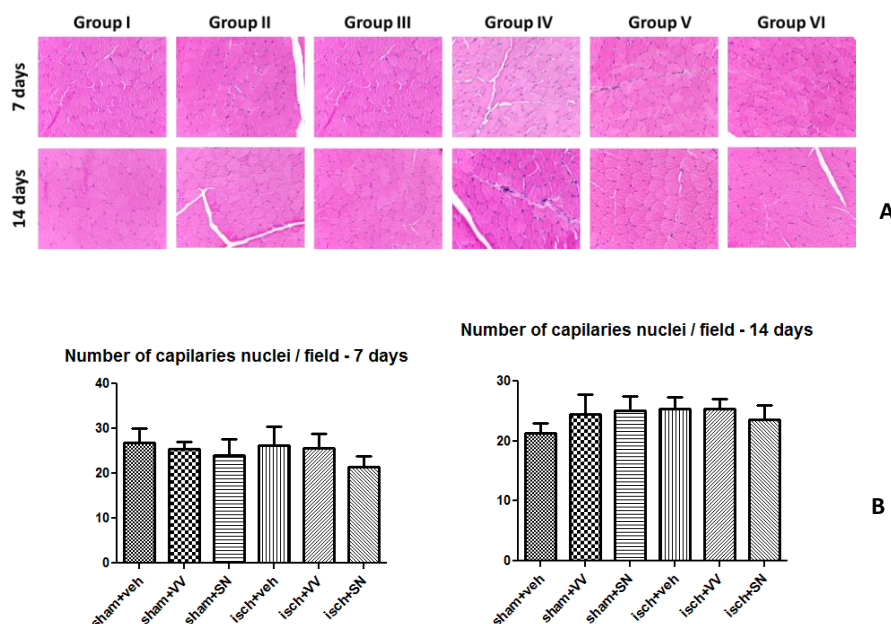 Group I Group II Group III Group IV Group V Group VI
7 days
14 days
A
Number of capilaries nuclei / field - 7 days
40
30
20
10
0
sham+veh
sham+VV
sham+SN
isch+veh
isch+VV
isch+SN
Number of capilaries nuclei / field - 14 days
30
20
10
0
sham+veh
sham+VV
sham+SN
isch+veh
isch+VV
isch+SN
B